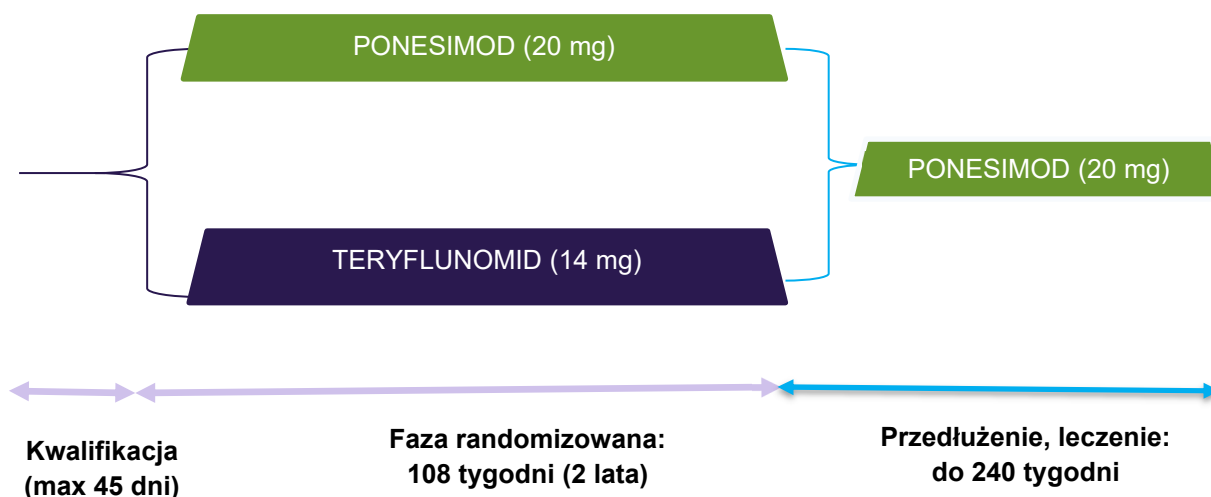 PONESIMOD (20 mg)
PONESIMOD (20 mg)
TERYFLUNOMID (14 mg)
Kwalifikacja
(max 45 dni)
Faza randomizowana:
108 tygodni (2 lata)
Przedłużenie, leczenie:
do 240 tygodni